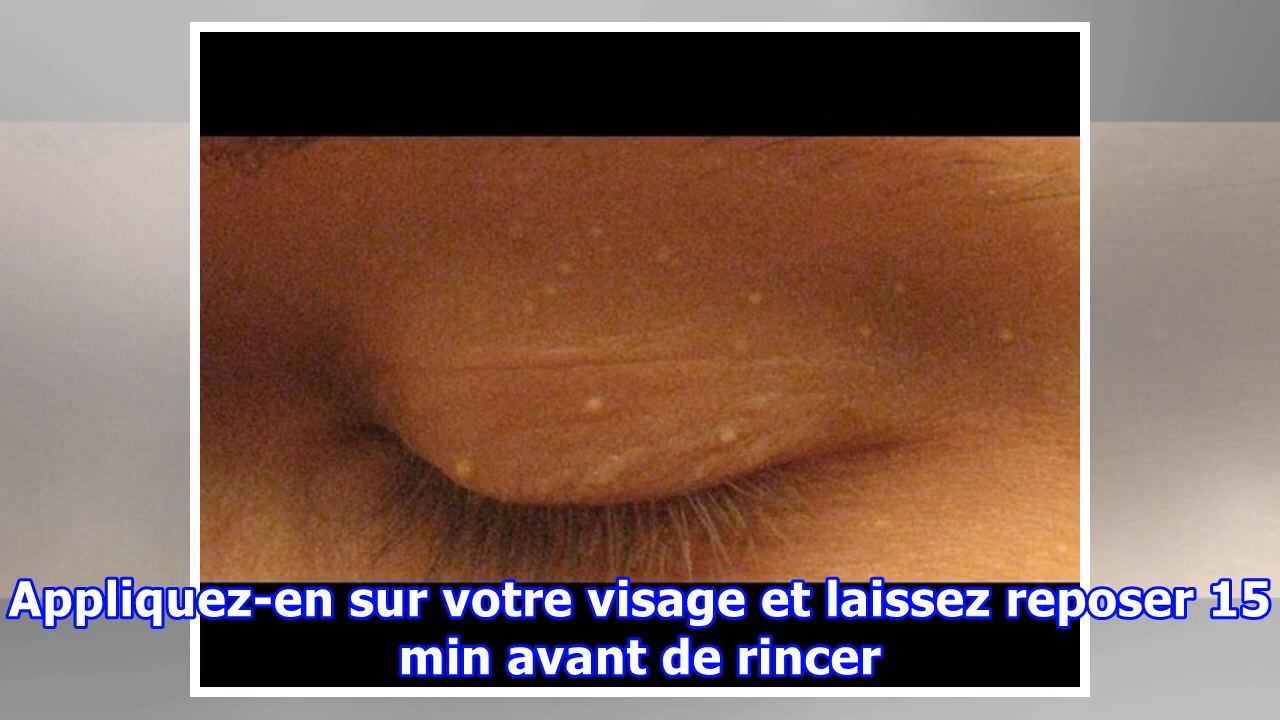 Appliquez-en sur votre visage et laissez reposer 15
min avant de rincer